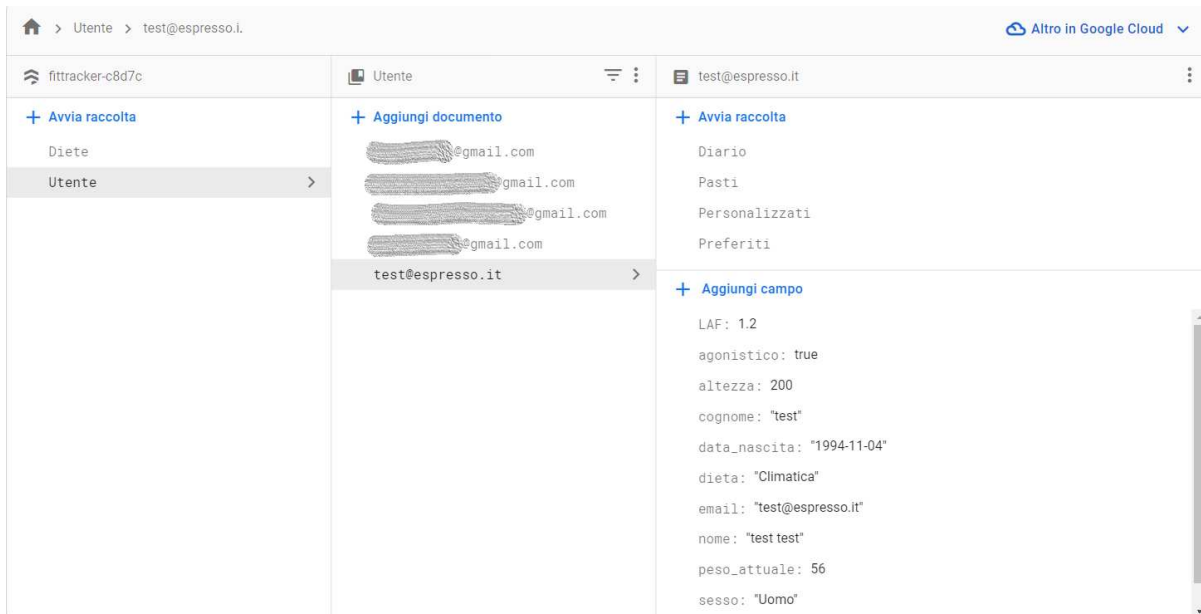 Utente test@espresso.i.
Altro in Google Cloud
fittracker-c8d7c
Utente
test@espresso.it
Avvia raccolta
Diete
Utente
Aggiungi documento
@gmail.com
@gmail.com
@gmail.com
@gmail.com
test@espresso.it
Avvia raccolta
Diario
Pasti
Personalizzati
Preferiti
Aggiungi campo
LAF: 1.2
agonistico: true
altezza: 200
cognome: "test"
data_nascita: "1994-11-04"
dieta: "Climatica"
email: "test@espresso.it"
nome: "test test"
peso_attuale: 56
sesso: "Uomo"